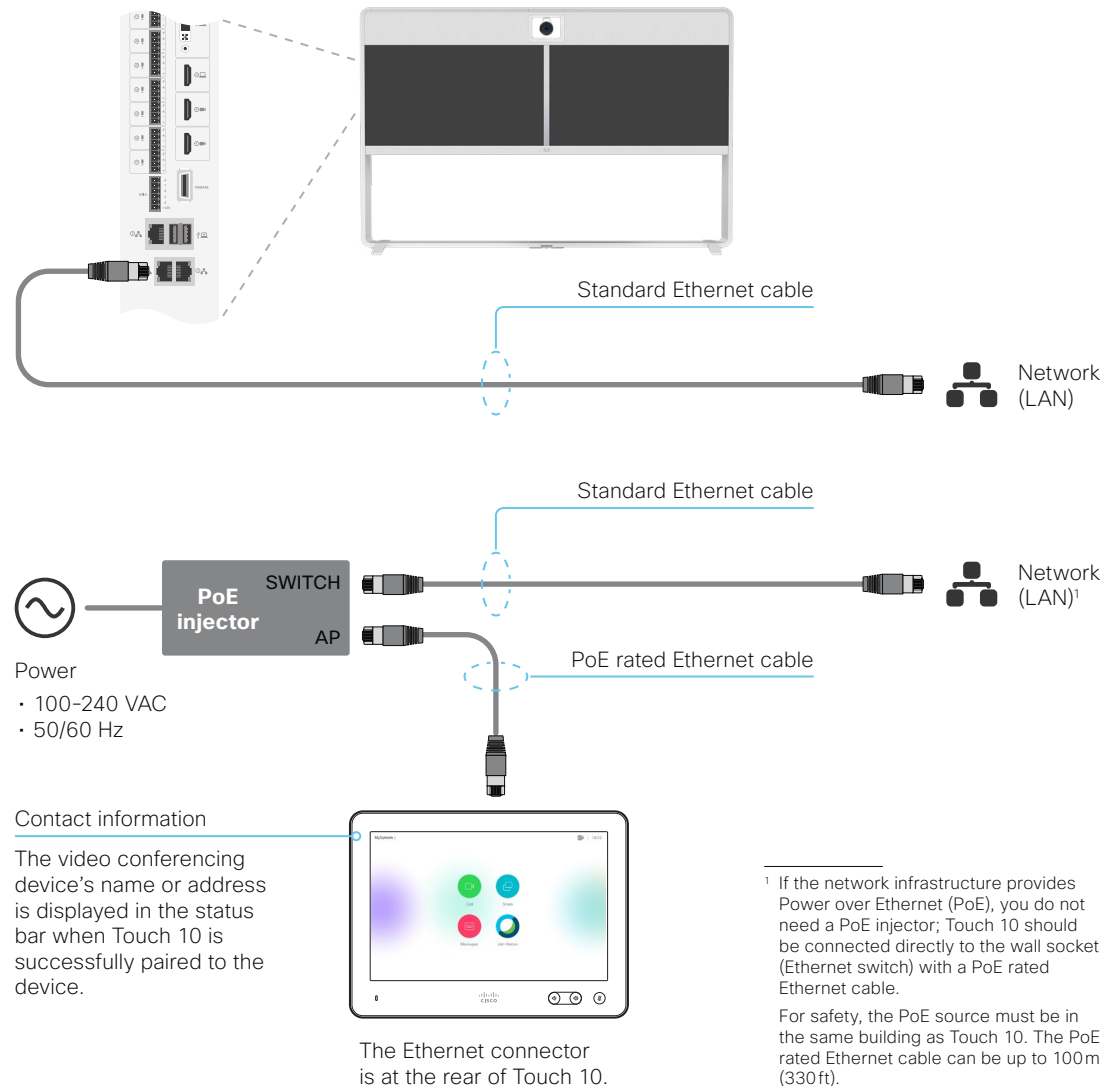 Standard Ethernet cable
Network
(LAN)
Standard Ethernet cable
SWITCH
PoE
injector
AP
Network
(LAN)¹
PoE rated Ethernet cable
Power
• 100-240 VAC
• 50/60 Hz
Contact information
The video conferencing
device's name or address
is displayed in the status
bar when Touch 10 is
successfully paired to the
device.
Call
Share
Messages
Join Webex
CISCO
The Ethernet connector
is at the rear of Touch 10.
¹ If the network infrastructure provides
Power over Ethernet (PoE), you do not
need a PoE injector; Touch 10 should
be connected directly to the wall socket
(Ethernet switch) with a PoE rated
Ethernet cable.
For safety, the PoE source must be in
the same building as Touch 10. The PoE
rated Ethernet cable can be up to 100 m
(330 ft).